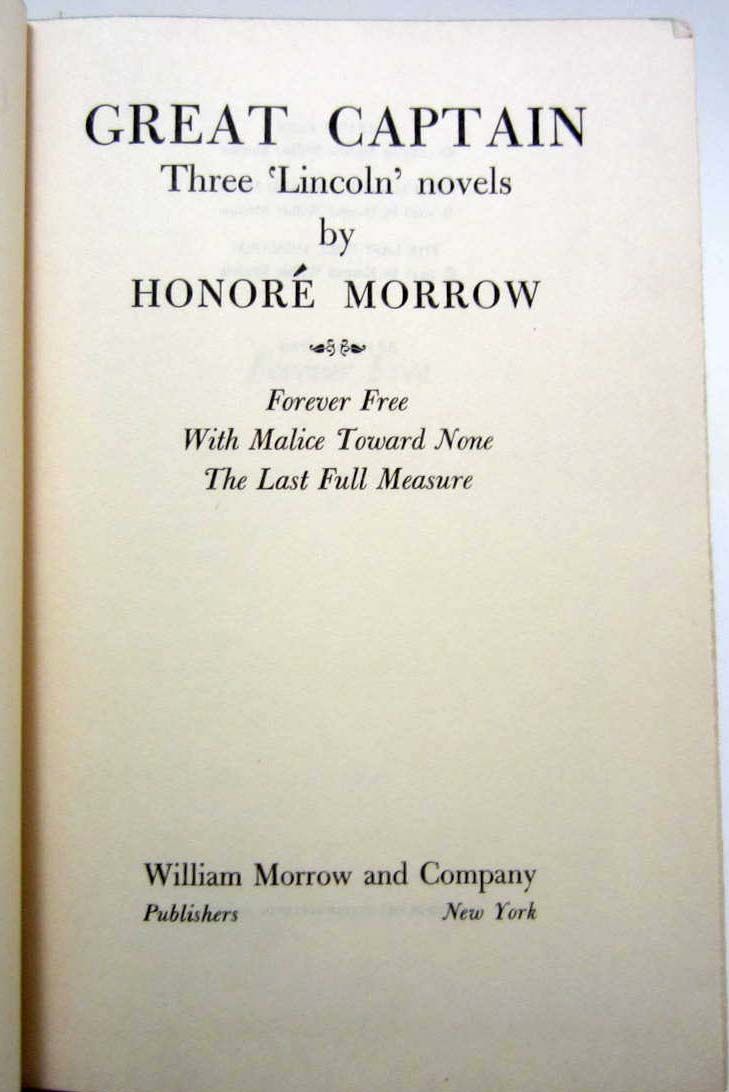 GREAT CAPTAIN
Three ‘Lincoln’ novels
by
HONORÉ MORROW
Forever Free
With Malice Toward None
The Last Full Measure
William Morrow and Company
Publishers New York